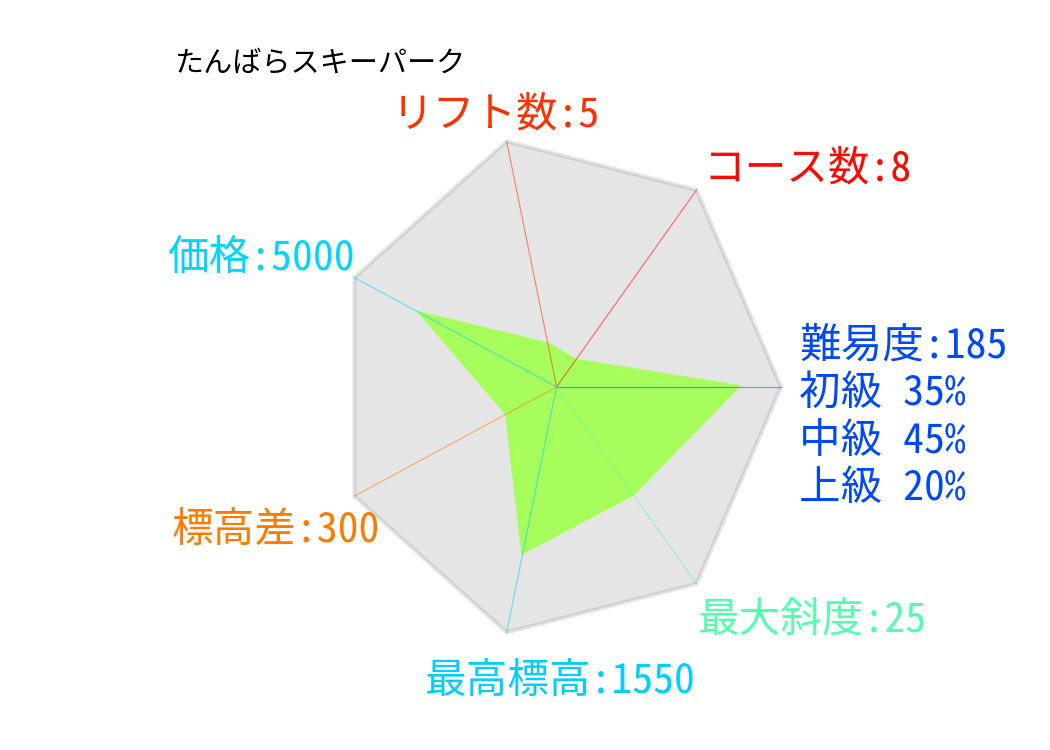 たんばらスキーパーク
リフト数:5
コース数:8
価格:5000
難易度:185
初級 35%
中級 45%
上級 20%
標高差:300
最大斜度:25
最高標高:1550